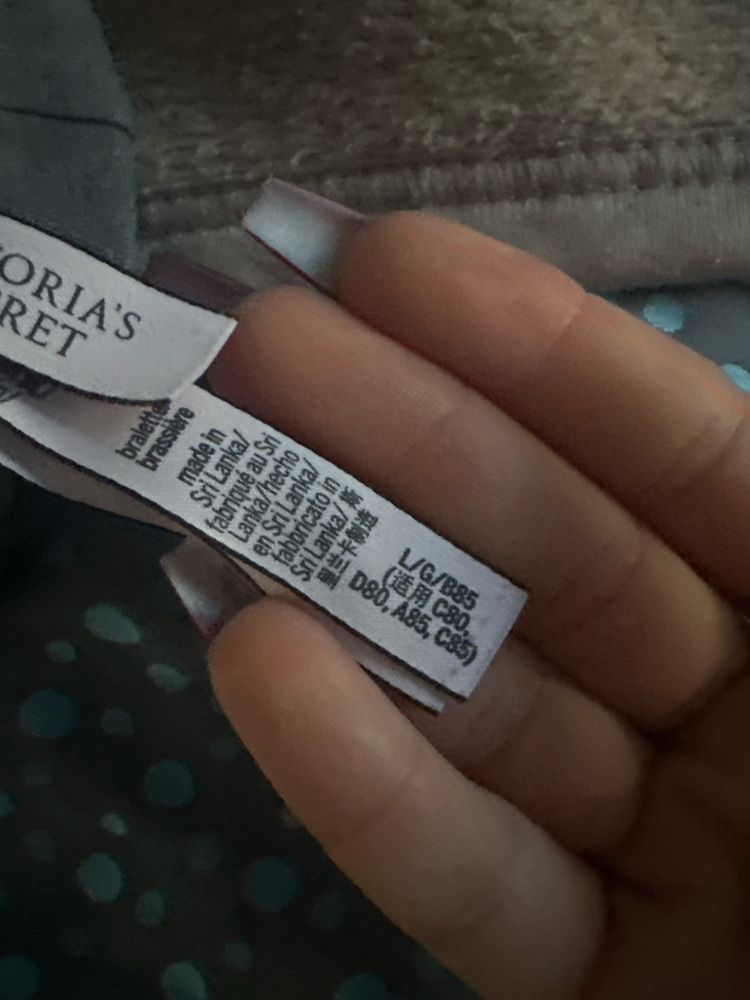 ORIA'S
RET
bralette
brassière
made in
Sri Lanka/
fabriqué au Sri
Lanka/hecho
en Sri Lanka/
fabbricato in
Sri Lanka/ 斯
里兰卡制造
L/G/B85
(适用 C80,
D80, A85, C85)